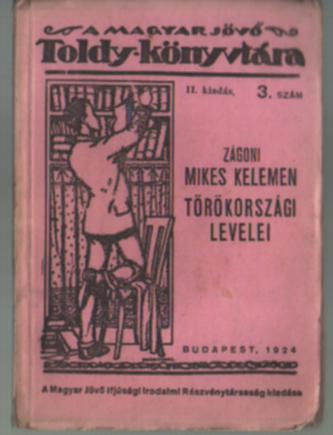 A MAGYAR JÖVŐ
Toldy-könyvtára
II. kiadás, 3. SZÁM
ZÁGONI
MIKES KELEMEN
TÖRÖKORSZÁGI
LEVELEI
BUDAPEST, 1924
A Magyar Jövő Ifjúsági Irodalmi Részvénytársaság kiadása